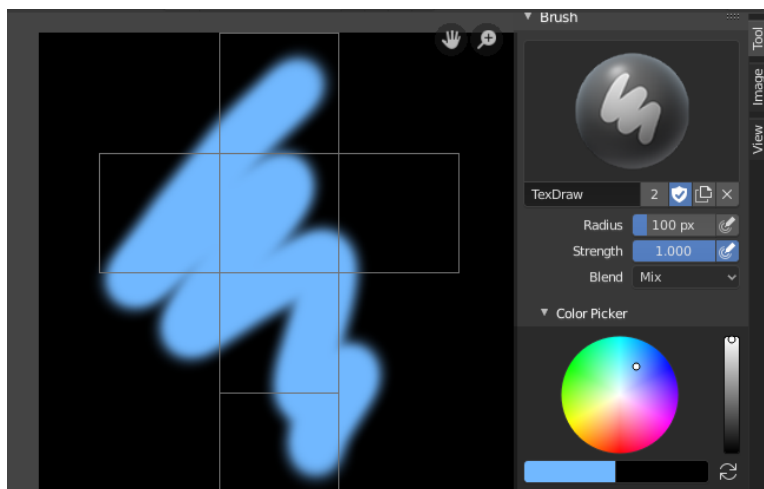 Brush
Tool
Image
View
TexDraw 2
Radius 100 px
Strength 1.000
Blend Mix
Color Picker